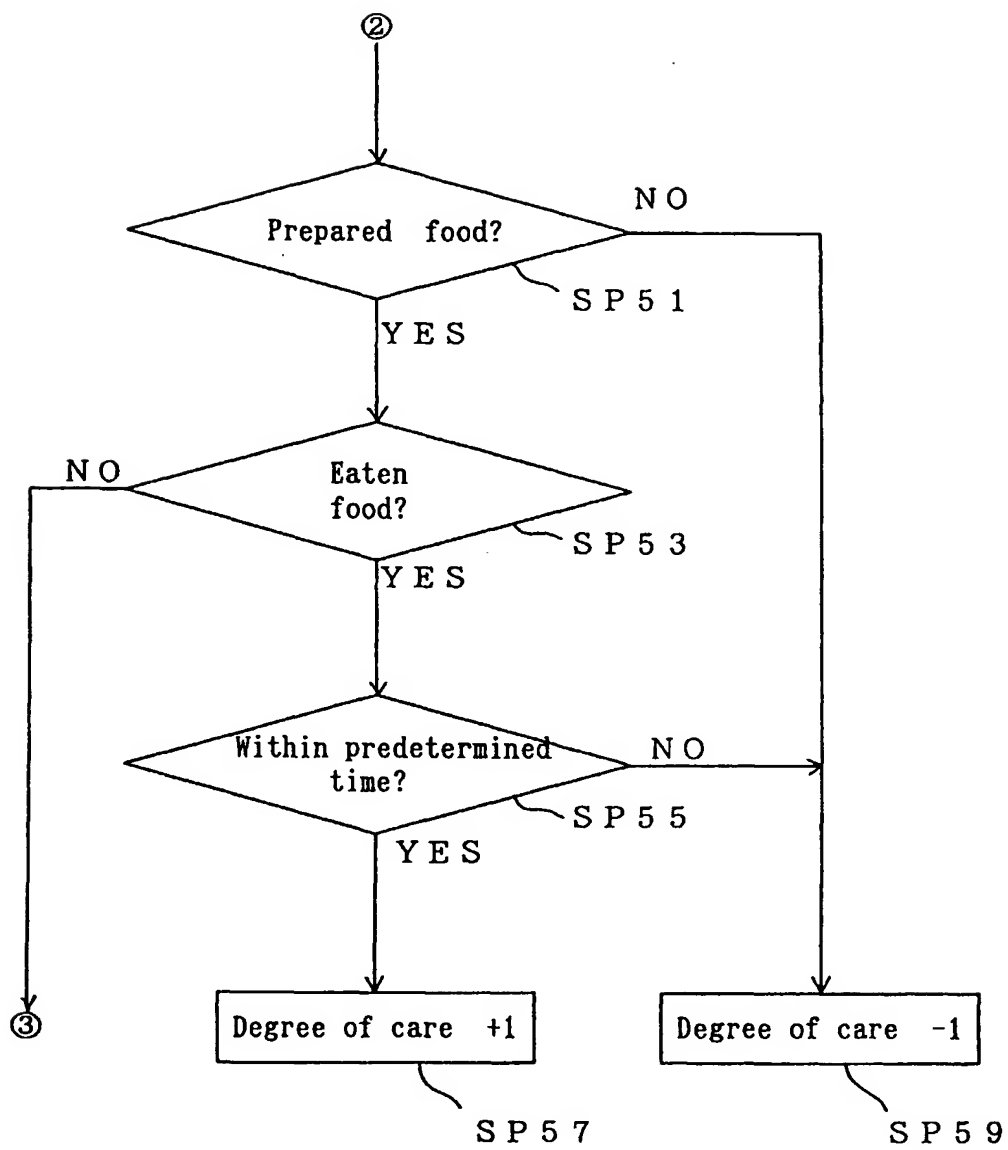 ②
Prepared food?
NO
SP51
YES
NO
Eaten
food?
SP53
YES
Within predetermined
time?
NO
SP55
YES
③
Degree of care +1
Degree of care -1
SP57
SP59